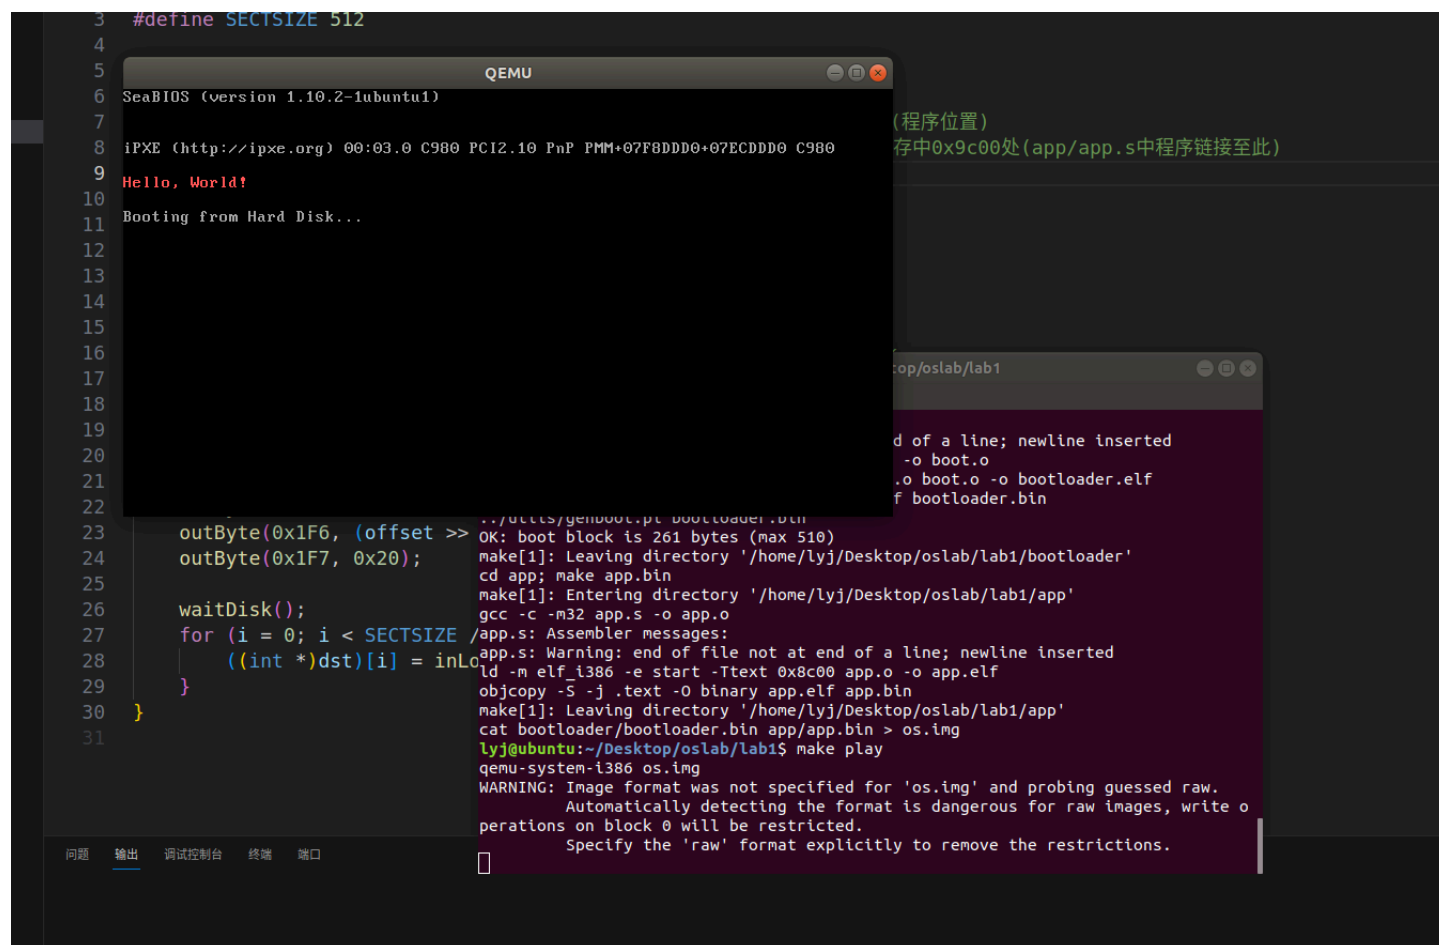 3 #define SECTSIZE 512
4
5
6
7 (程序位置)
8 存中0x9c00处(app/app.s中程序链接至此)
9
10
11
12
13
14
15
16
17
18
19
20
21
22
23 outByte(0x1F6, (offset >>
24 outByte(0x1F7, 0x20);
25
26 waitDisk();
27 for (i = 0; i < SECTSIZE /
28 ((int *)dst)[i] = inLo
29 }
30 }
31
QEMU
SeaBIOS (version 1.10.2-1ubuntu1)
iPXE (http://ipxe.org) 00:03.0 C980 PCI2.10 PnP PMM+07F8DDD0+07ECDDD0 C980
Hello, World!
Booting from Hard Disk...
top/oslab/lab1
d of a line; newline inserted
-o boot.o
.o boot.o -o bootloader.elf
f bootloader.bin
../utils/genboot.pl bootloader.bin
OK: boot block is 261 bytes (max 510)
make[1]: Leaving directory '/home/lyj/Desktop/oslab/lab1/bootloader'
cd app; make app.bin
make[1]: Entering directory '/home/lyj/Desktop/oslab/lab1/app'
gcc -c -m32 app.s -o app.o
app.s: Assembler messages:
app.s: Warning: end of file not at end of a line; newline inserted
ld -m elf_i386 -e start -Ttext 0x8c00 app.o -o app.elf
objcopy -S -j .text -O binary app.elf app.bin
make[1]: Leaving directory '/home/lyj/Desktop/oslab/lab1/app'
cat bootloader/bootloader.bin app/app.bin > os.img
lyj@ubuntu:~/Desktop/oslab/lab1$ make play
qemu-system-i386 os.img
WARNING: Image format was not specified for 'os.img' and probing guessed raw.
Automatically detecting the format is dangerous for raw images, write o
perations on block 0 will be restricted.
Specify the 'raw' format explicitly to remove the restrictions.
问题 输出 调试控制台 终端 端口